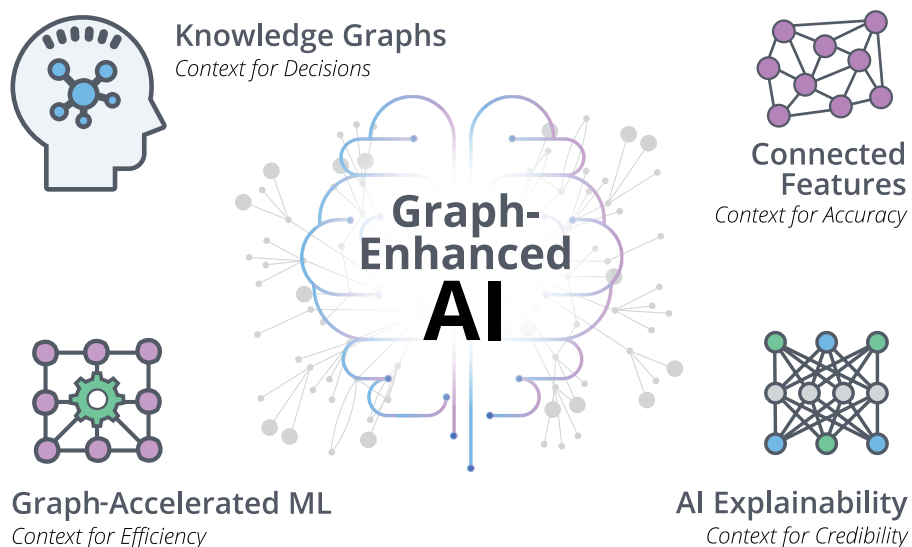 Knowledge Graphs
Context for Decisions
Connected
Features
Context for Accuracy
Graph-
Enhanced
AI
Graph-Accelerated ML
Context for Efficiency
AI Explainability
Context for Credibility